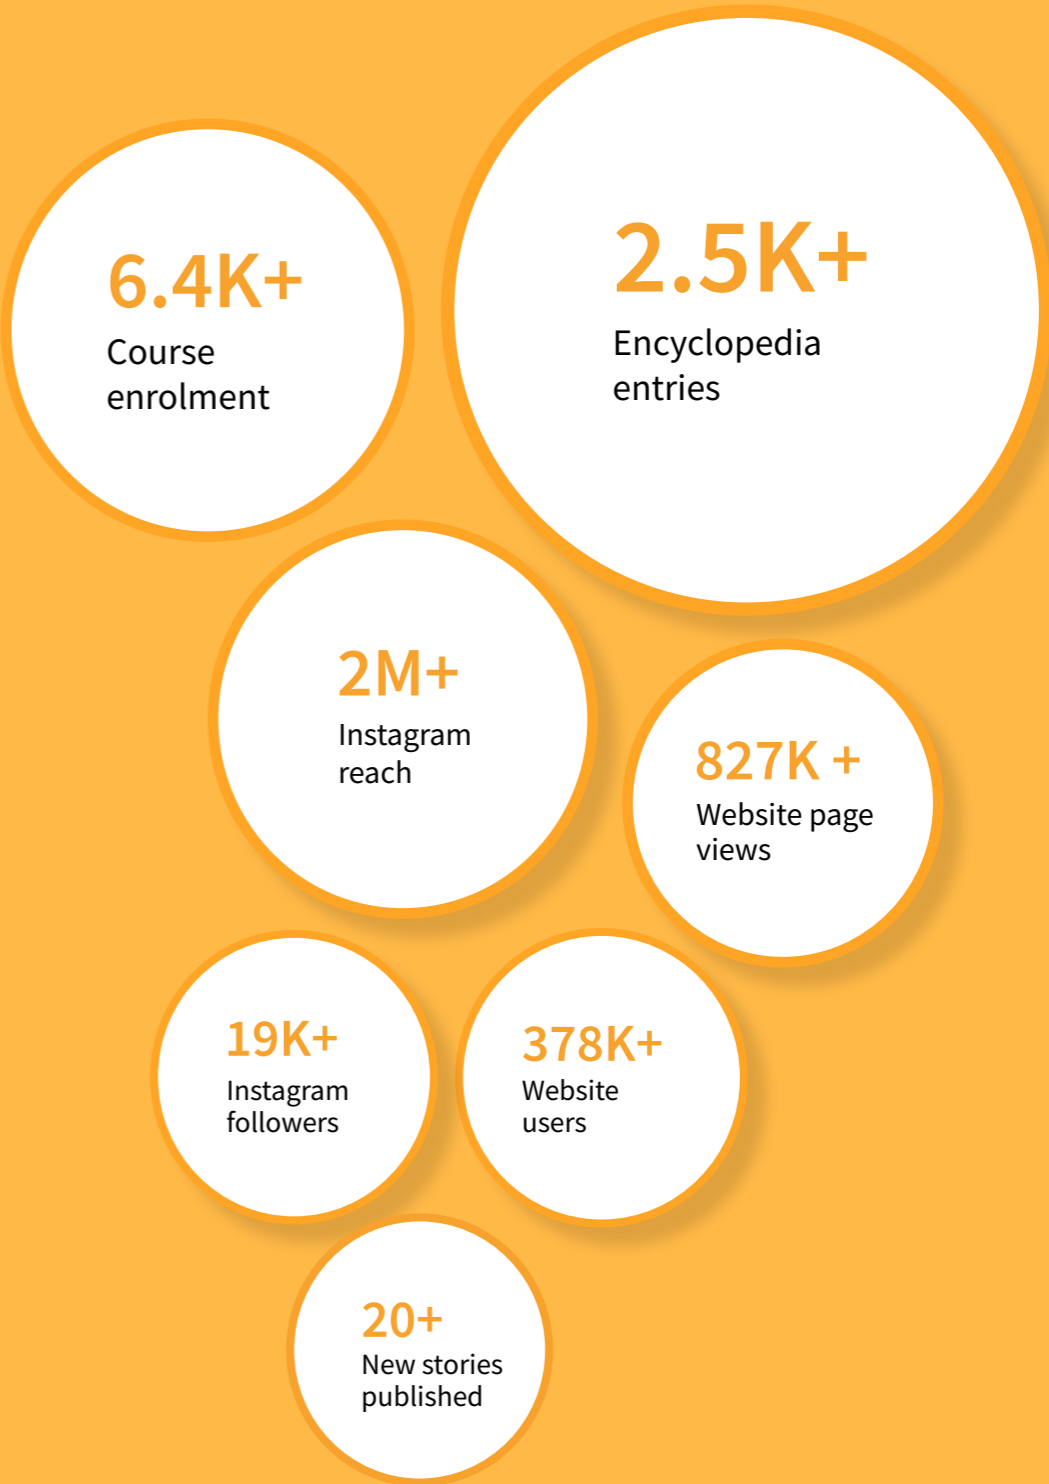 6.4K+
Course
enrolment
2.5K+
Encyclopedia
entries
2M+
Instagram
reach
827K +
Website page
views
19K+
Instagram
followers
378K+
Website
users
20+
New stories
published